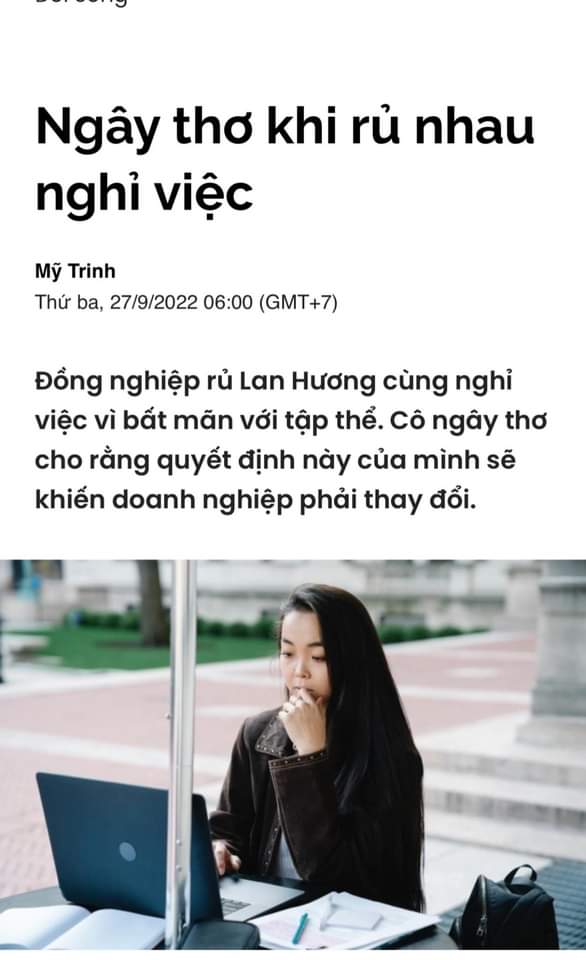 Ngây thơ khi rủ nhau
nghỉ việc
Mỹ Trinh
Thứ ba, 27/9/2022 06:00 (GMT+7)
Đồng nghiệp rủ Lan Hương cùng nghỉ
việc vì bất mãn với tập thể. Cô ngây thơ
cho rằng quyết định này của mình sẽ
khiến doanh nghiệp phải thay đổi.